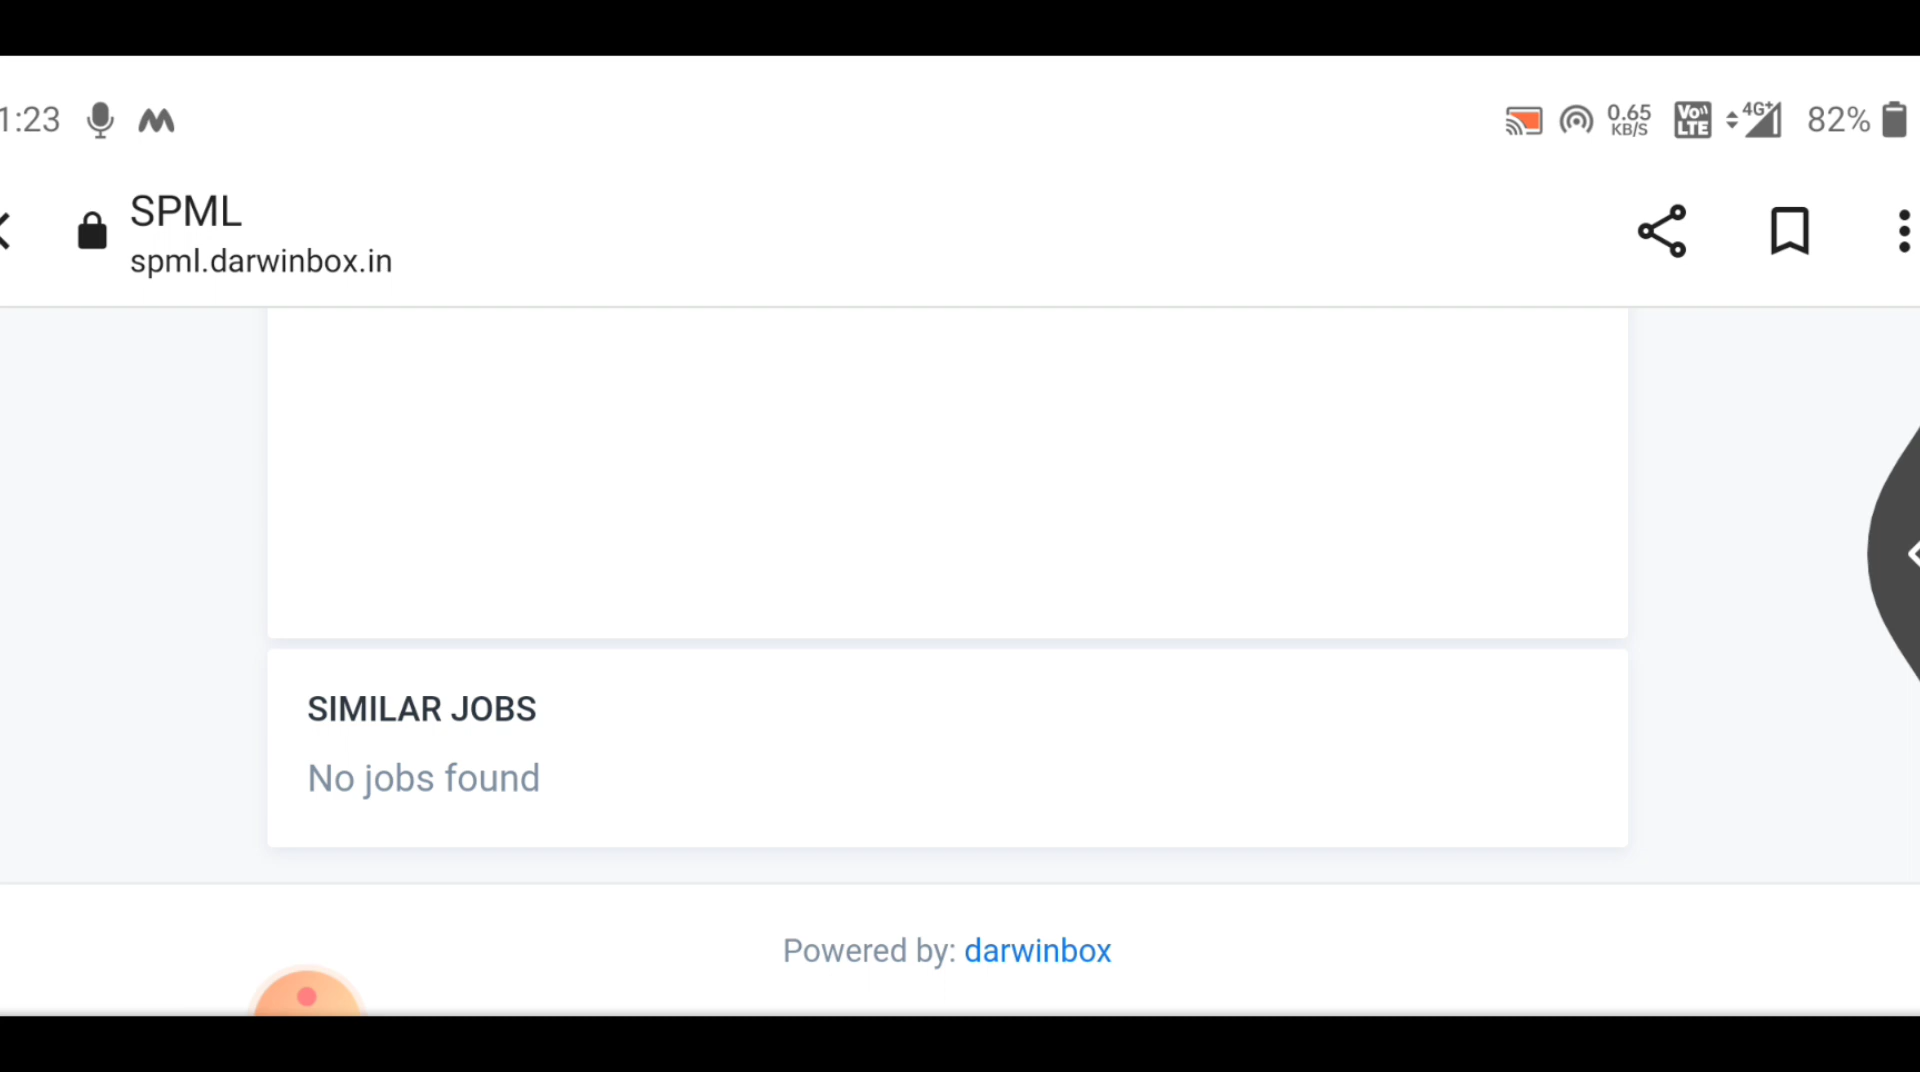 1:23 0.65 KB/S VoLTE 4G+ 82%
SPML
spml.darwinbox.in
SIMILAR JOBS
No jobs found
Powered by: darwinbox